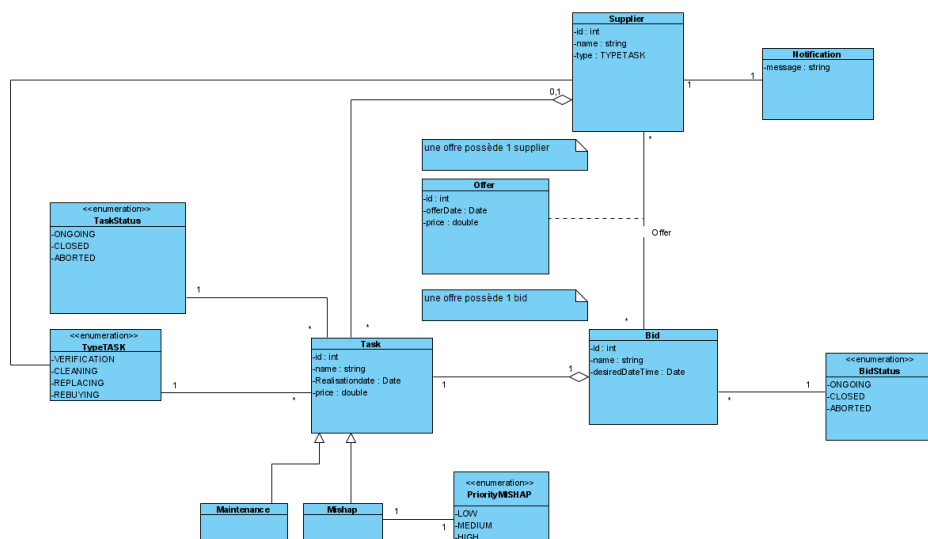 Supplier
-id : int
-name : string
-type : TYPETASK
Notification
-message : string
1
1
0,1
*
une offre possède 1 supplier
Offer
-id : int
-offerDate : Date
-price : double
Offer
une offre possède 1 bid
<<enumeration>>
TaskStatus
-ONGOING
-CLOSED
-ABORTED
1
*
*
*
<<enumeration>>
TypeTASK
-VERIFICATION
-CLEANING
-REPLACING
-REBUYING
1
*
Task
-id : int
-name : string
-Realisationdate : Date
-price : double
1
1
Bid
-id : int
-name : string
-desiredDateTime : Date
*
1
<<enumeration>>
BidStatus
-ONGOING
-CLOSED
-ABORTED
Maintenance
Mishap
1
1
<<enumeration>>
PriorityMISHAP
-LOW
-MEDIUM
-HIGH